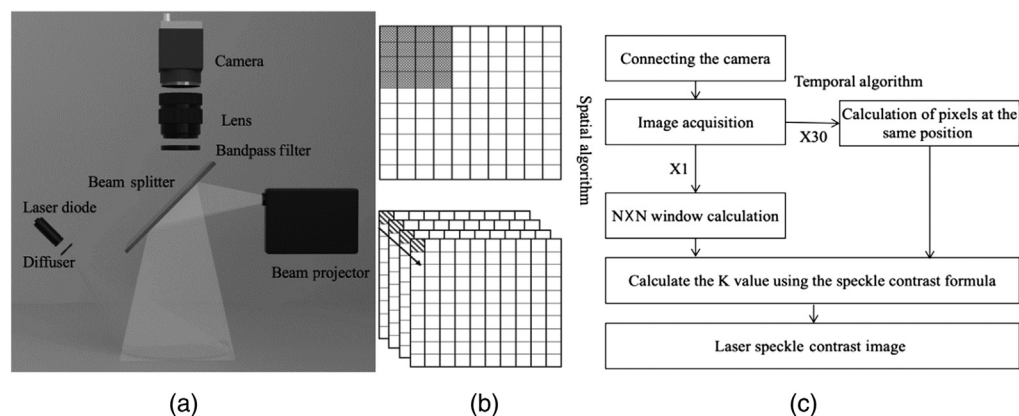 Camera
Lens
Bandpass filter
Beam splitter
Laser diode
Diffuser
Beam projector
(a)
(b)
Spatial algorithm
Connecting the camera
Temporal algorithm
Image acquisition
X30
Calculation of pixels at the
same position
X1
NXN window calculation
Calculate the K value using the speckle contrast formula
Laser speckle contrast image
(c)